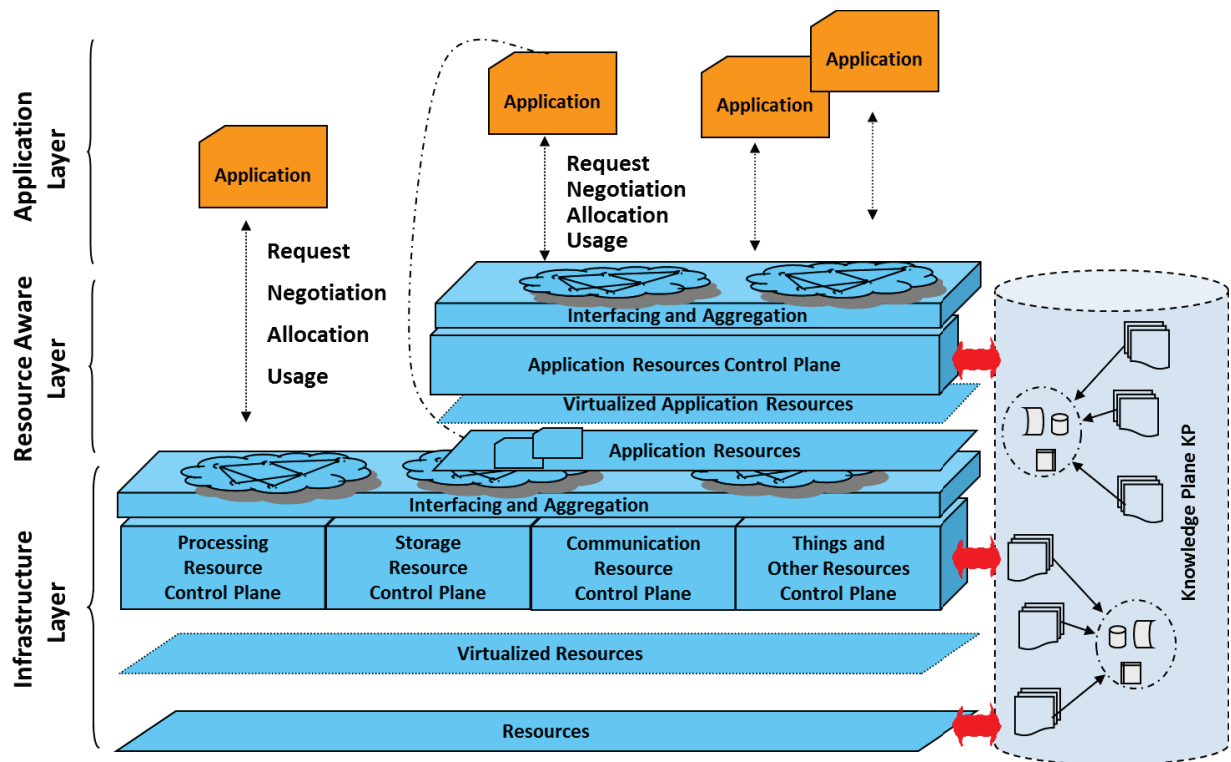 Application
Layer
Resource Aware
Layer
Infrastructure
Layer
Application
Application
Application
Application
Request
Negotiation
Allocation
Usage
Request
Negotiation
Allocation
Usage
Interfacing and Aggregation
Application Resources Control Plane
Virtualized Application Resources
Application Resources
Interfacing and Aggregation
Processing
Resource
Control Plane
Storage
Resource
Control Plane
Communication
Resource
Control Plane
Things and
Other Resources
Control Plane
Virtualized Resources
Resources
Knowledge Plane KP